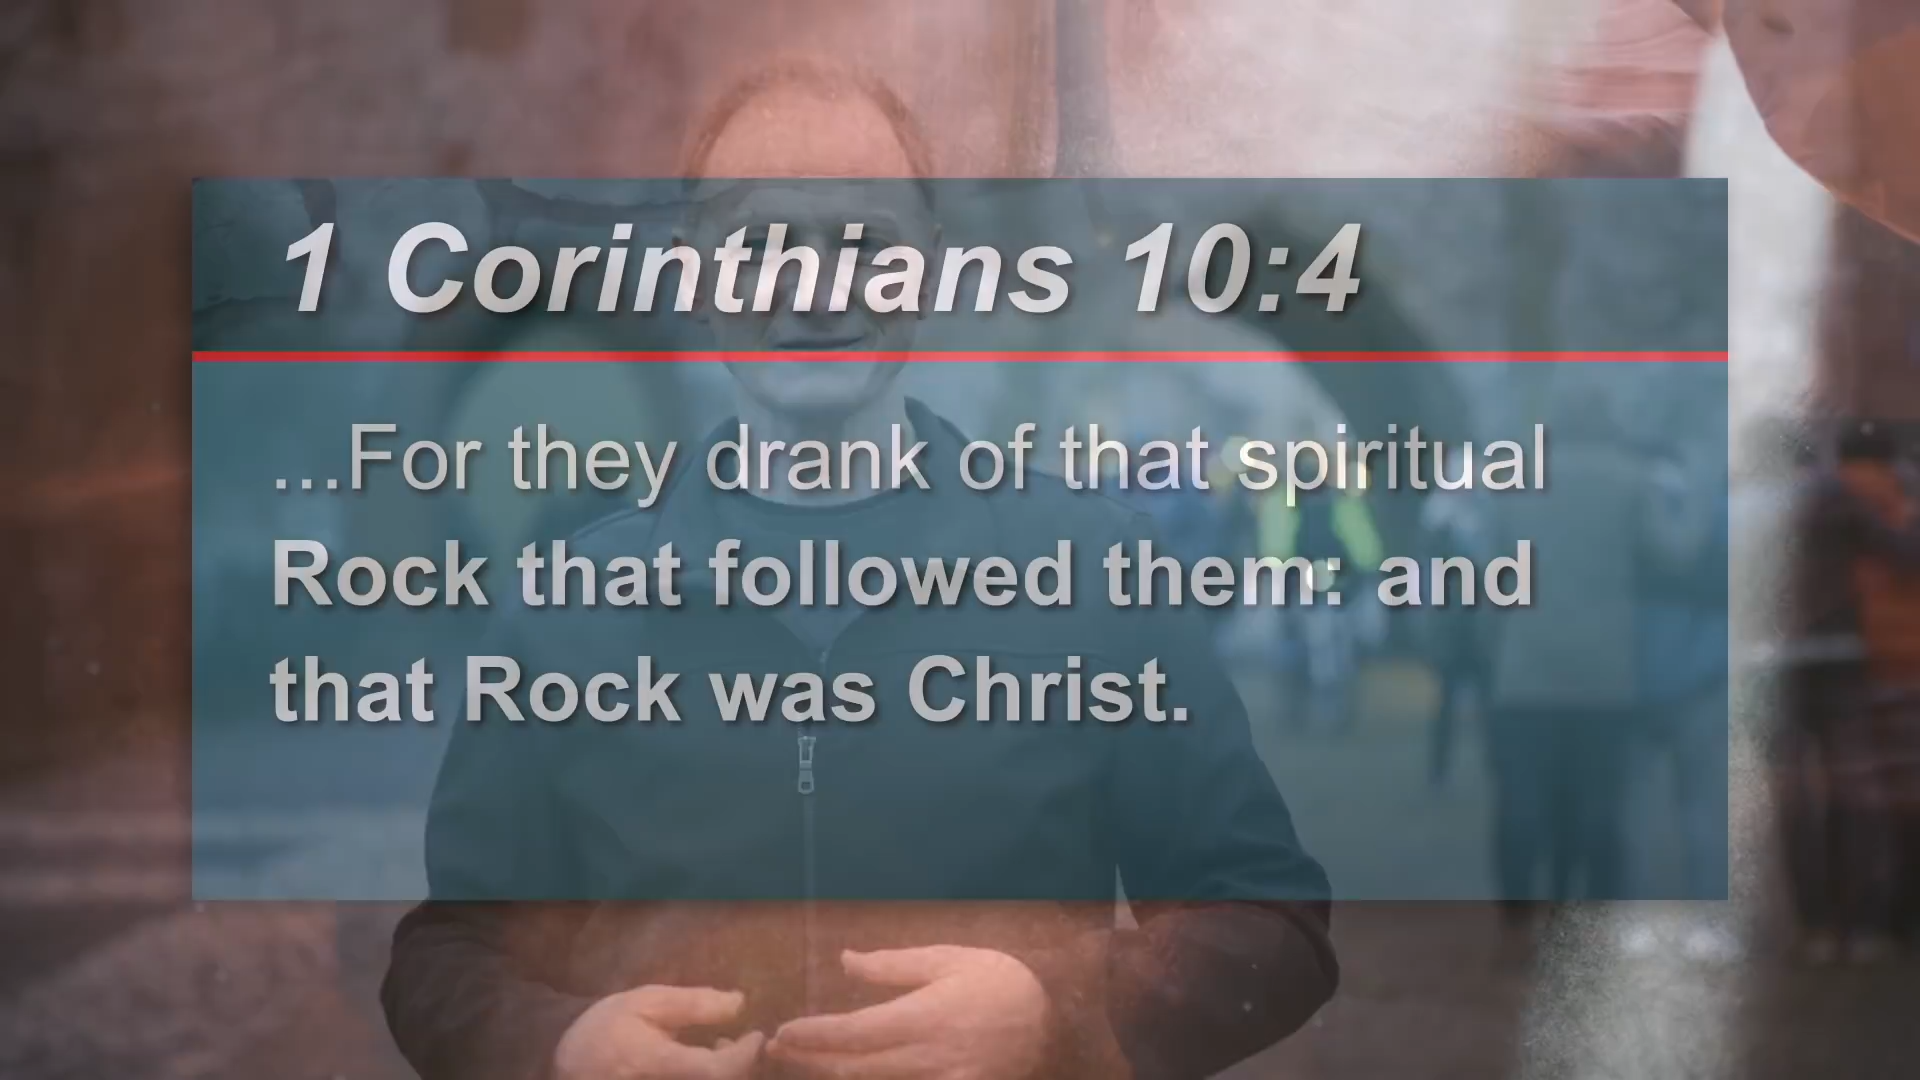 1 Corinthians 10:4
...For they drank of that spiritual
Rock that followed them: and
that Rock was Christ.